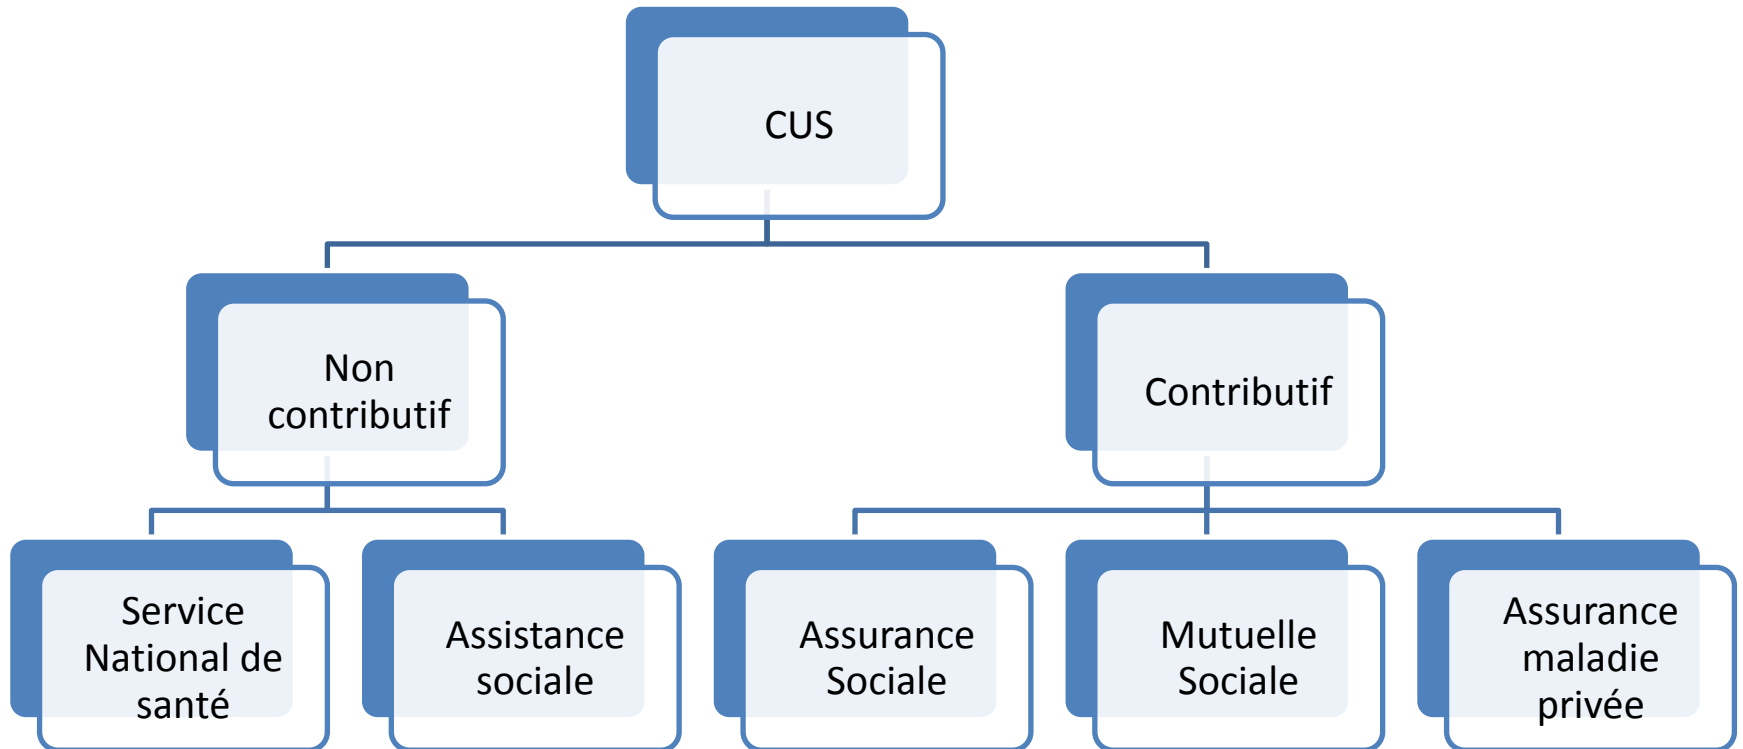 CUS
Non
contributif
Contributif
Service
National de
santé
Assistance
sociale
Assurance
Sociale
Mutuelle
Sociale
Assurance
maladie
privée